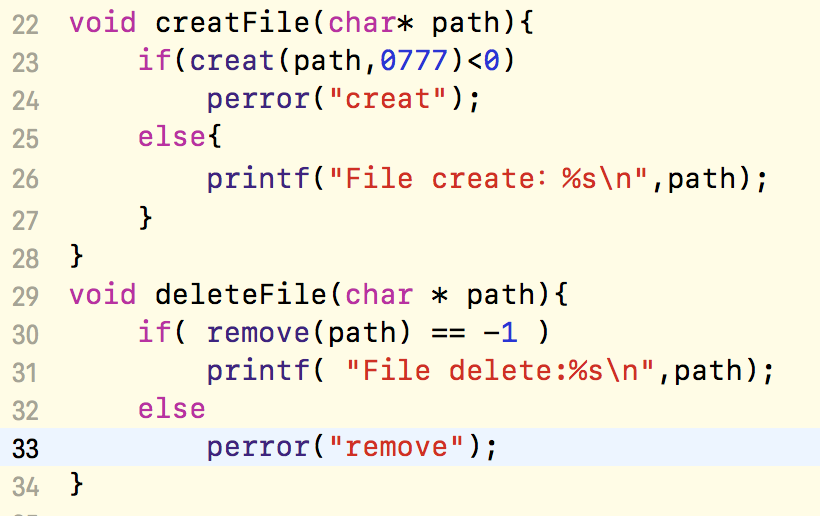 22 void creatFile(char* path){
23     if(creat(path,0777)<0)
24         perror("creat");
25     else{
26         printf("File create：%s\n",path);
27     }
28 }
29 void deleteFile(char * path){
30     if( remove(path) == -1 )
31         printf( "File delete:%s\n",path);
32     else
33         perror("remove");
34 }